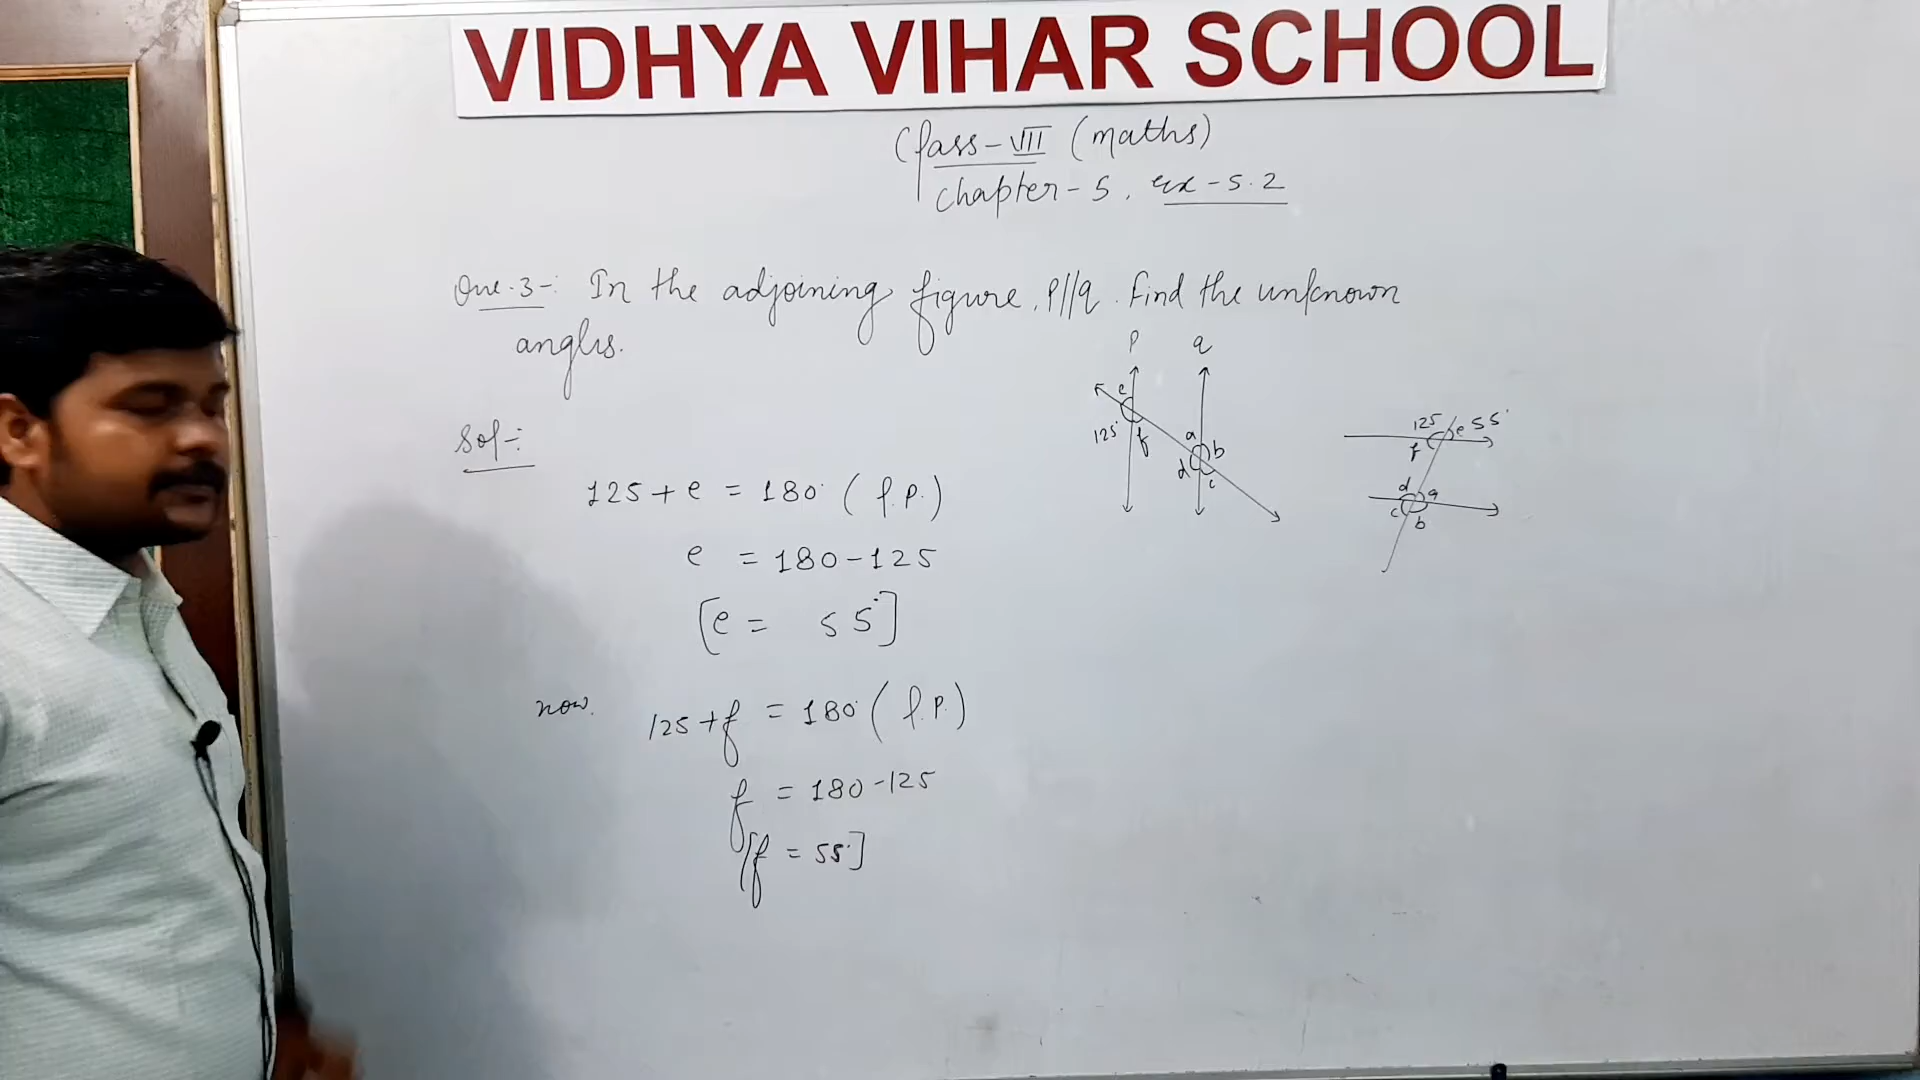 VIDHYA VIHAR SCHOOL
Class-VII (maths)
chapter-5, ex-5.2
Que.3-: In the adjoining figure, p//q. Find the unknown
angles.
p q
e
125°
f
a b
d c
125 e 55°
f
d a
c b
Sol-:
125 + e = 180° (l.p.)
e = 180-125
[e = 55°]
now. 125+f = 180° (l.p.)
f = 180-125
[f = 55°]